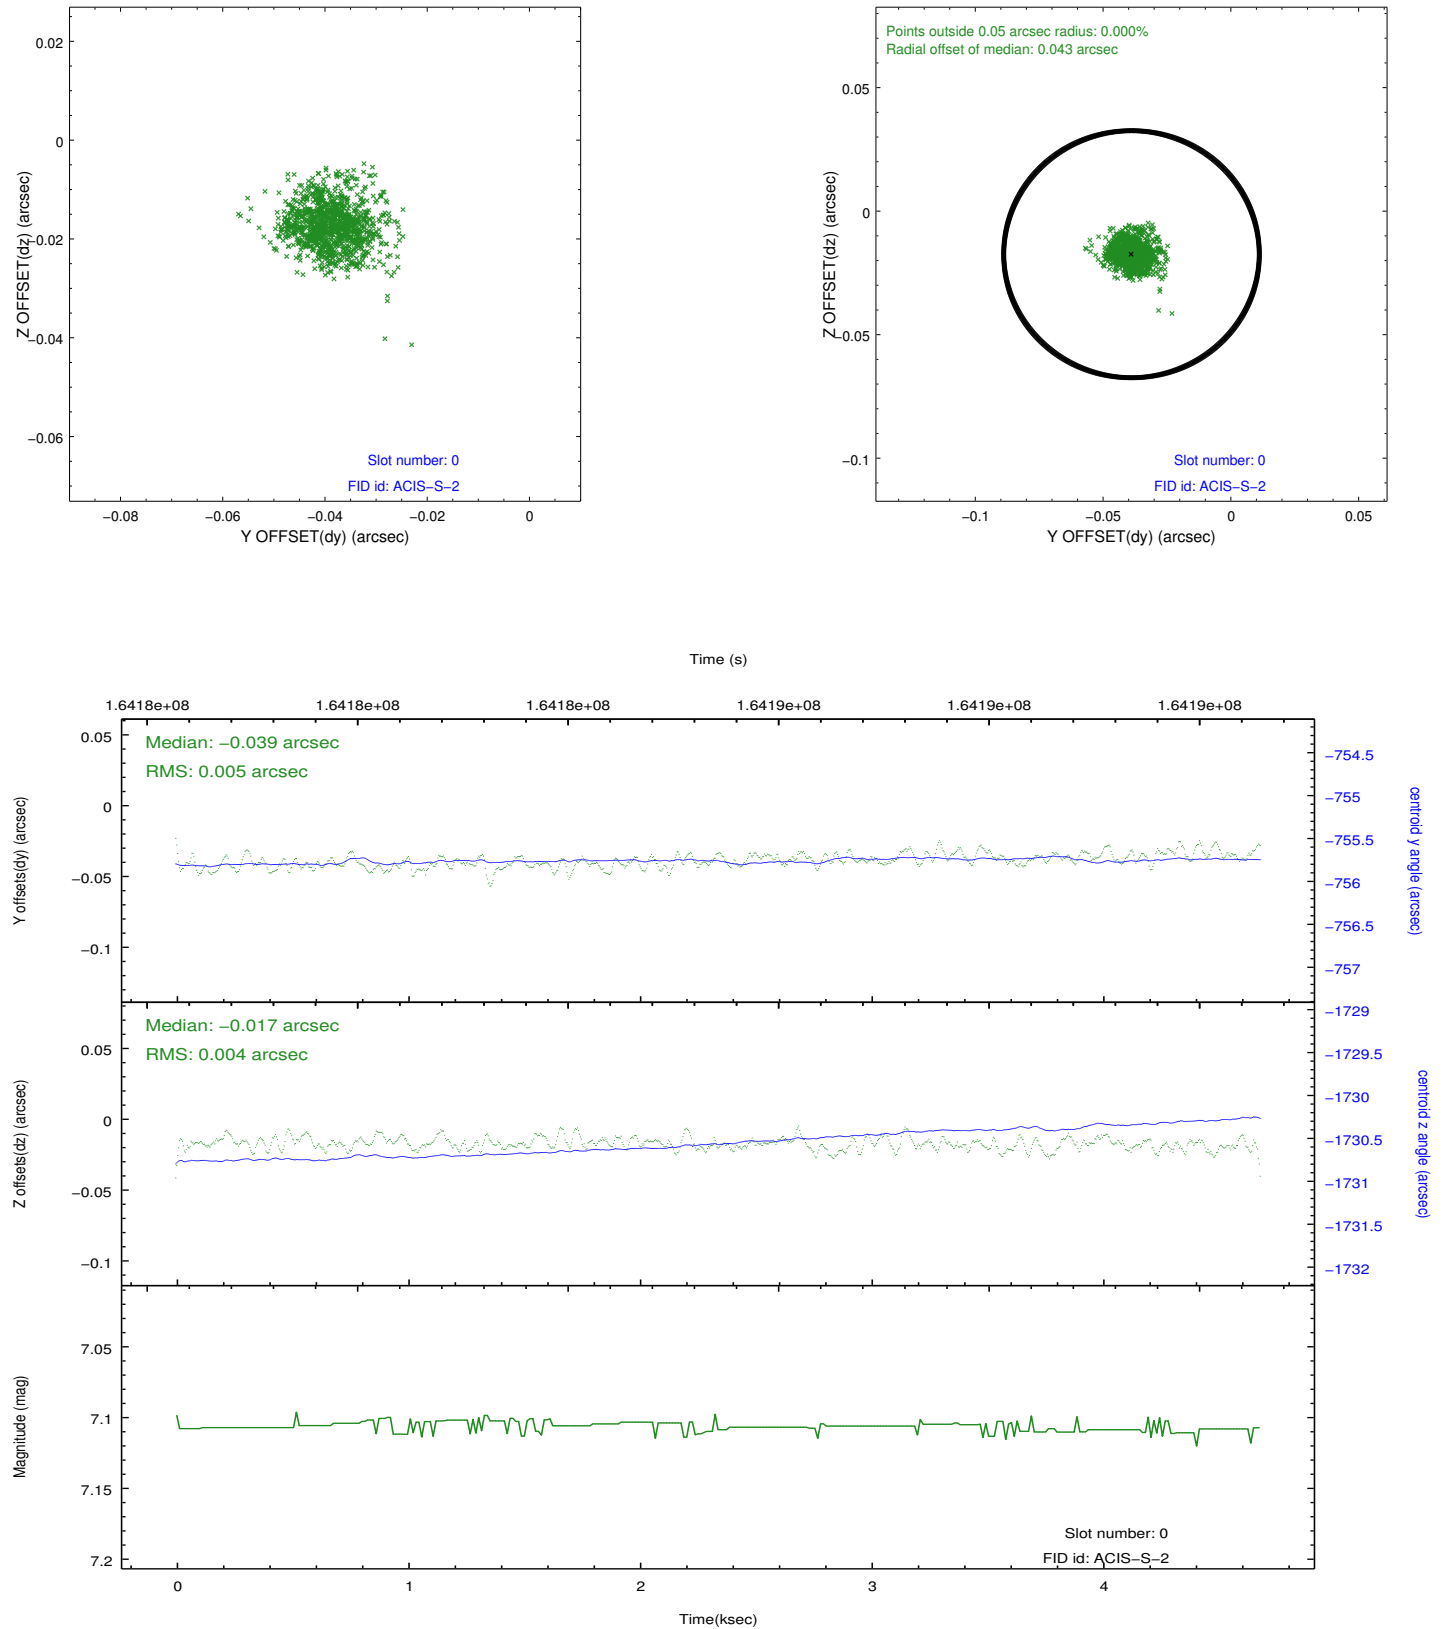 0.02
0
−0.02
−0.04
−0.06
Z OFFSET(dz) (arcsec)
Slot number: 0
FID id: ACIS−S−2
−0.08
−0.06
−0.04
−0.02
0
Y OFFSET(dy) (arcsec)
Points outside 0.05 arcsec radius: 0.000%
Radial offset of median: 0.043 arcsec
0.05
0
−0.05
−0.1
Z OFFSET(dz) (arcsec)
Slot number: 0
FID id: ACIS−S−2
−0.1
−0.05
0
0.05
Y OFFSET(dy) (arcsec)
Time (s)
1.6418e+08
1.6418e+08
1.6418e+08
1.6419e+08
1.6419e+08
1.6419e+08
Median: −0.039 arcsec
RMS: 0.005 arcsec
0.05
0
−0.05
−0.1
Y offsets(dy) (arcsec)
−754.5
−755
−755.5
−756
−756.5
−757
centroid y angle (arcsec)
Median: −0.017 arcsec
RMS: 0.004 arcsec
0.05
0
−0.05
−0.1
Z offsets(dz) (arcsec)
−1729
−1729.5
−1730
−1730.5
−1731
−1731.5
−1732
centroid z angle (arcsec)
7.05
7.1
7.15
7.2
Magnitude (mag)
Slot number: 0
FID id: ACIS−S−2
0
1
2
3
4
Time(ksec)